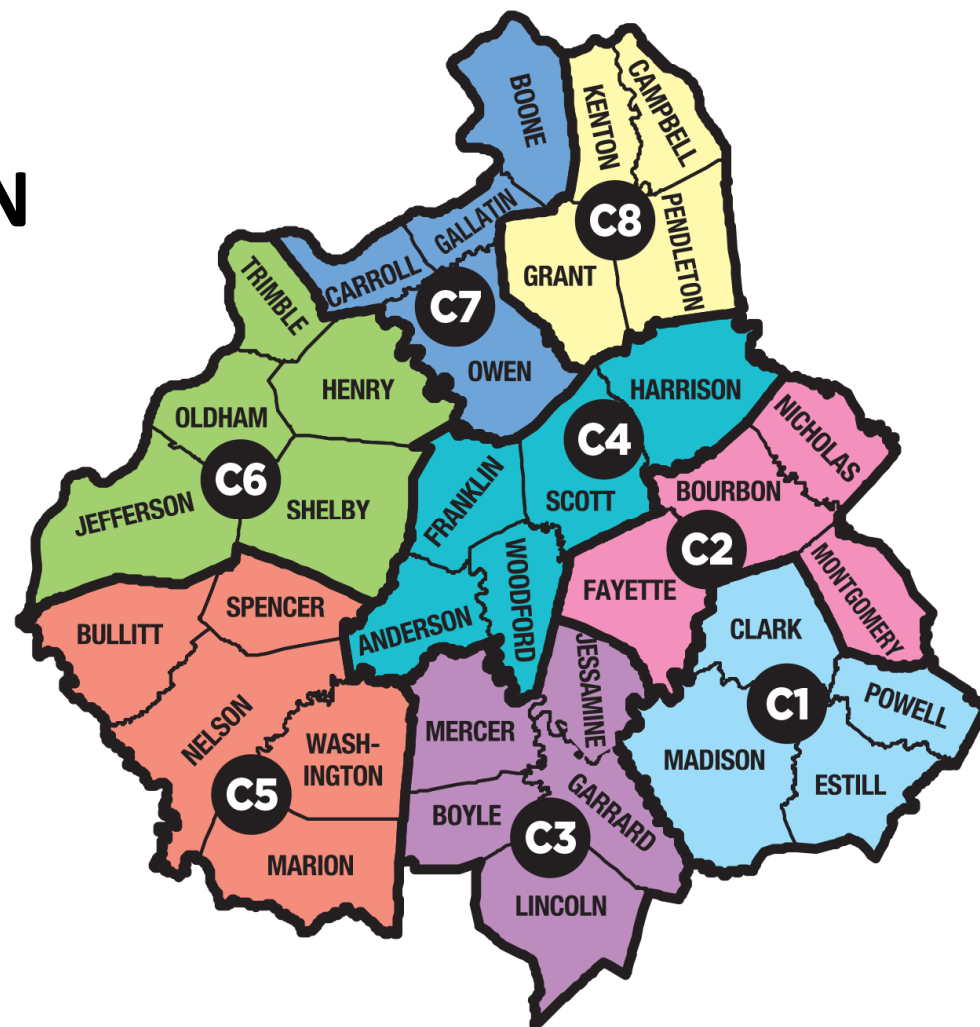 N
BOONE
KENTON
CAMPBELL
C8
PENDLETON
GRANT
GALLATIN
CARROLL
C7
OWEN
TRIMBLE
HENRY
OLDHAM
C6
JEFFERSON
SHELBY
HARRISON
C4
SCOTT
FRANKLIN
WOODFORD
ANDERSON
NICHOLAS
BOURBON
C2
FAYETTE
MONTGOMERY
CLARK
C1
POWELL
MADISON
ESTILL
BULLITT
SPENCER
NELSON
WASH-
INGTON
C5
MARION
JESSAMINE
MERCER
BOYLE
GARRARD
C3
LINCOLN